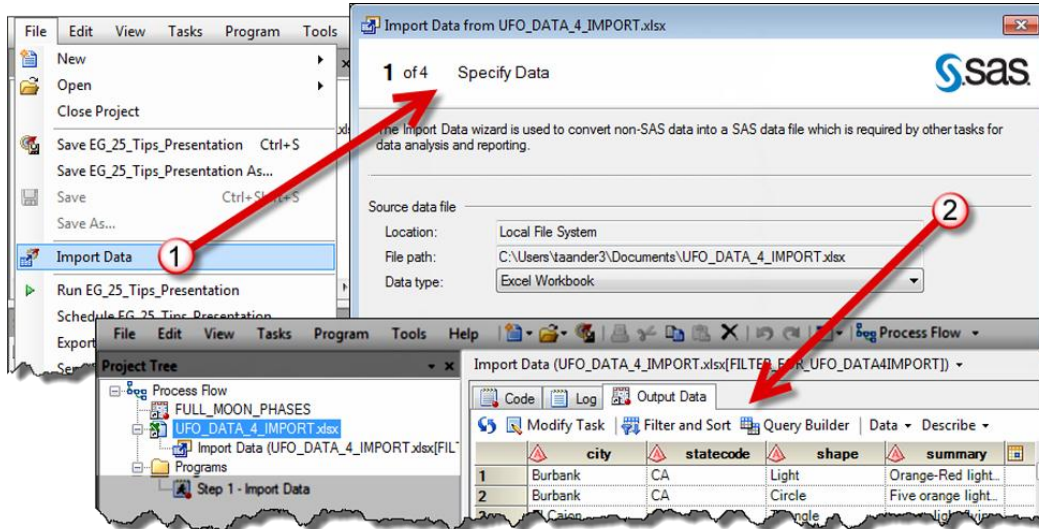 File Edit View Tasks Program Tools
New
Open
Close Project
Save EG_25_Tips_Presentation Ctrl+S
Save EG_25_Tips_Presentation As...
Save Ctrl+Shift+S
Save As...
Import Data
1
Run EG_25_Tips_Presentation
Schedule EG_25_Tips_Presentation
Export
Import Data from UFO_DATA_4_IMPORT.xlsx
1 of 4 Specify Data
sas
The Import Data wizard is used to convert non-SAS data into a SAS data file which is required by other tasks for
data analysis and reporting.
Source data file
Location: Local File System
File path: C:\Users\taander3\Documents\UFO_DATA_4_IMPORT.xlsx
Data type: Excel Workbook
2
File Edit View Tasks Program Tools Help Process Flow
Project Tree
Process Flow
FULL_MOON_PHASES
UFO_DATA_4_IMPORT.xlsx
Import Data (UFO_DATA_4_IMPORT.xlsx[FIL
Programs
Step 1 - Import Data
Import Data (UFO_DATA_4_IMPORT.xlsx[FILTER_FOR_UFO_DATA4IMPORT])
Code Log Output Data
Modify Task Filter and Sort Query Builder Data Describe
city statecode shape summary
1 Burbank CA Light Orange-Red light...
2 Burbank CA Circle Five orange light...